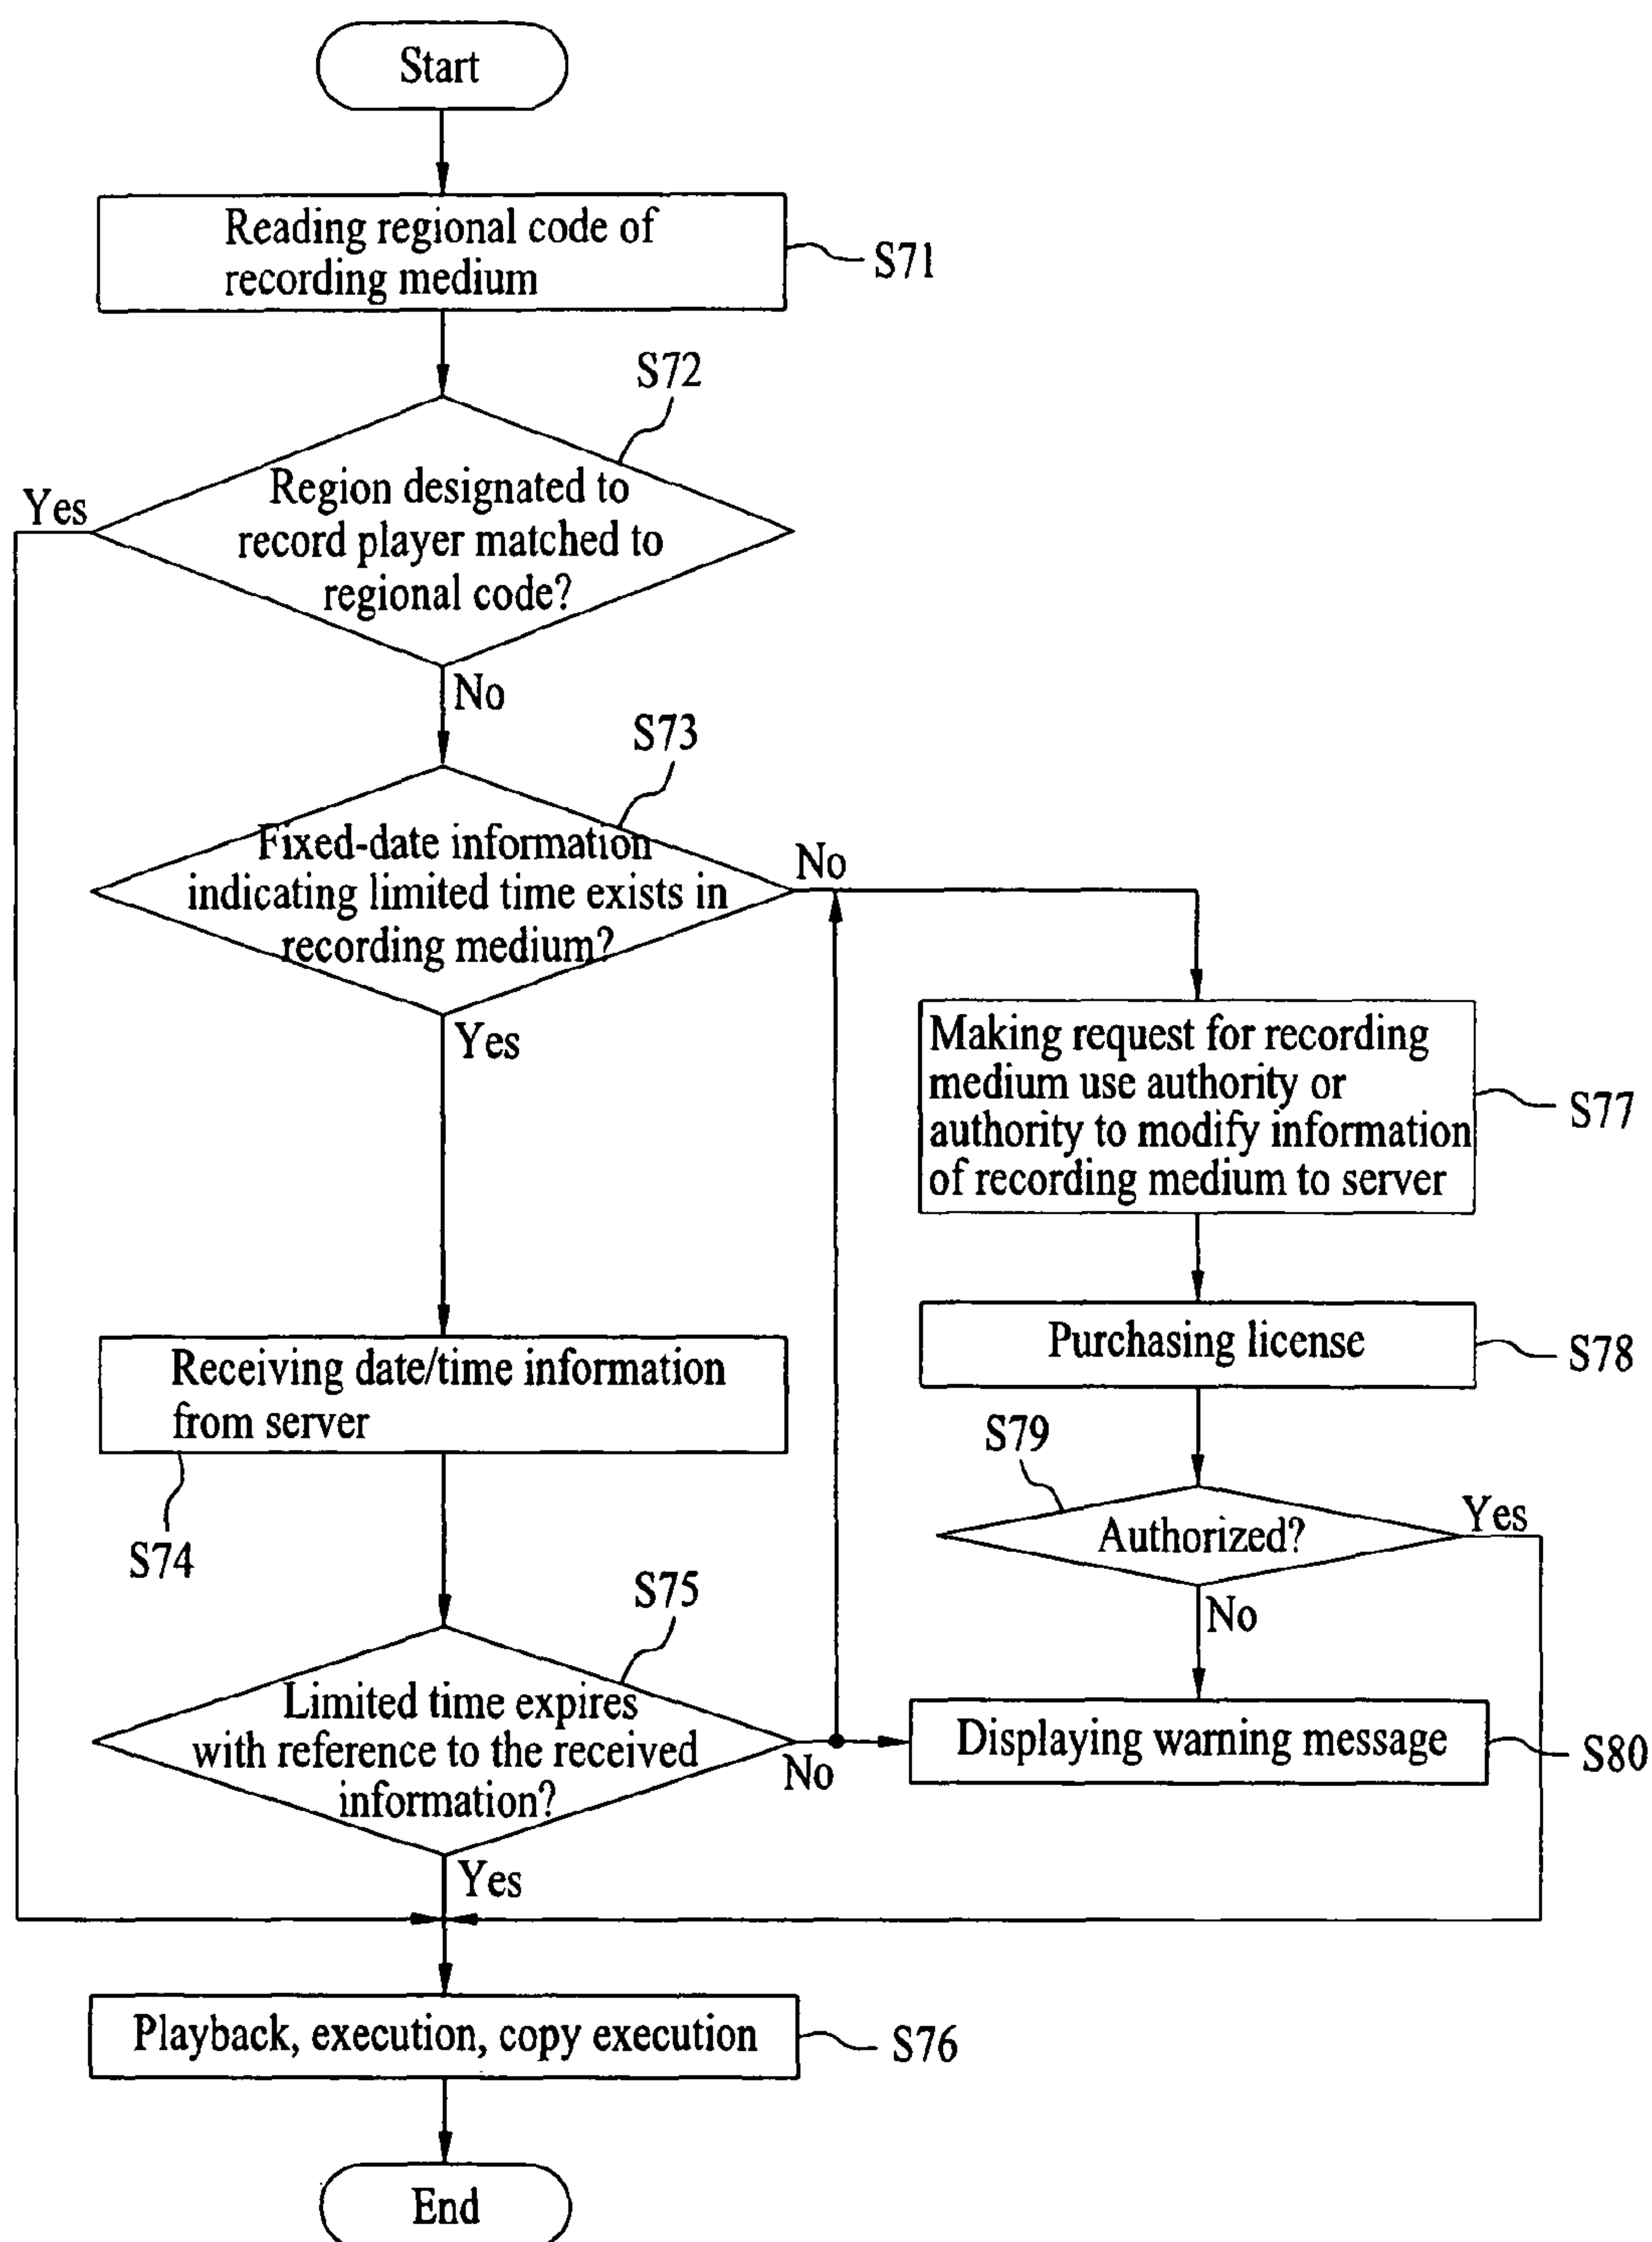 Start
Reading regional code of
recording medium
S71
S72
Region designated to
record player matched to
regional code?
Yes
No
S73
Fixed-date information
indicating limited time exists in
recording medium?
No
Yes
Making request for recording
medium use authority or
authority to modify information
of recording medium to server
S77
Purchasing license
S78
Receiving date/time information
from server
S74
S79
Authorized?
Yes
No
S75
Limited time expires
with reference to the received
information?
No
Yes
Displaying warning message
S80
Playback, execution, copy execution
S76
End